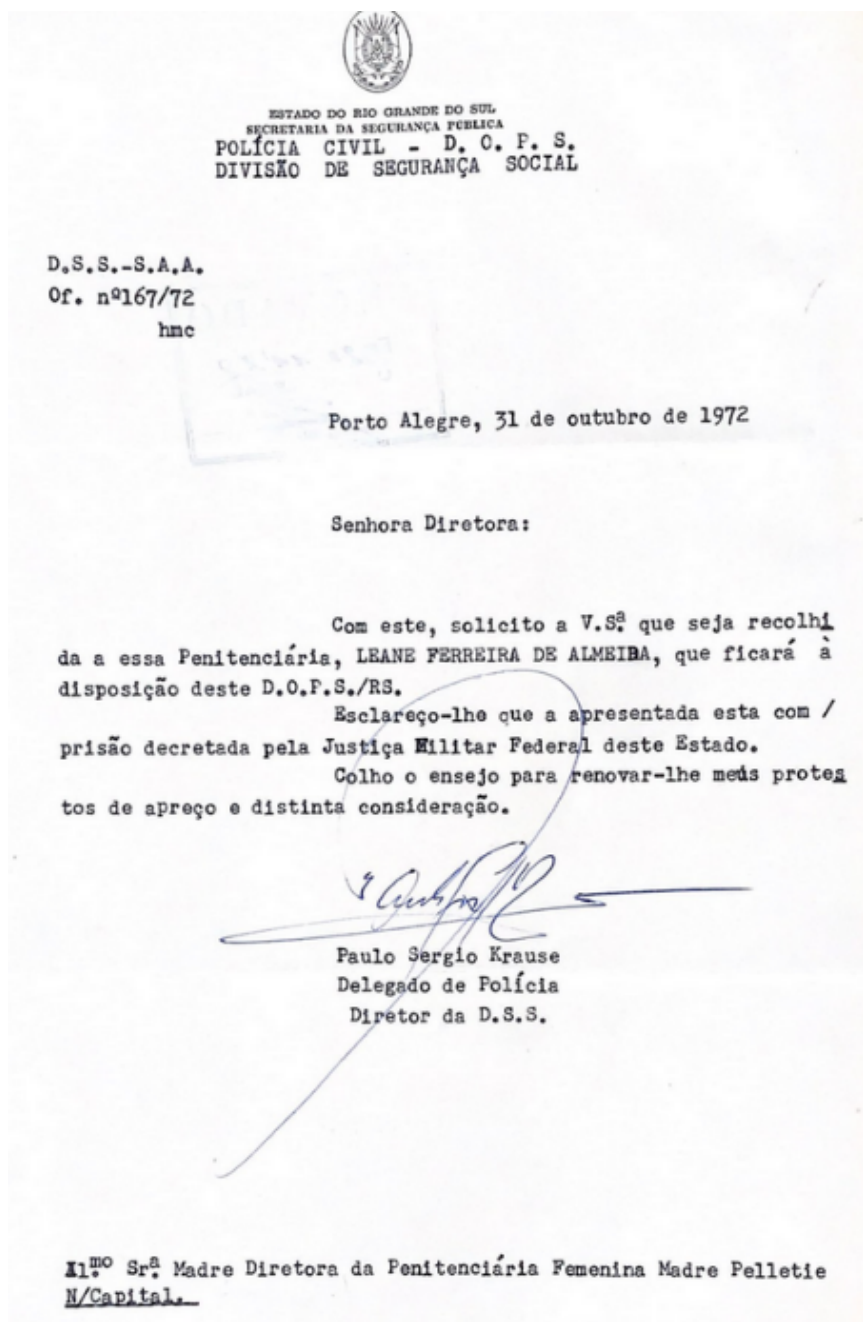 ESTADO DO RIO GRANDE DO SUL
SECRETARIA DA SEGURANÇA PÚBLICA
POLÍCIA CIVIL - D. O. P. S.
DIVISÃO DE SEGURANÇA SOCIAL
D.S.S.-S.A.A.
Of. nº167/72
hmc
Porto Alegre, 31 de outubro de 1972
Senhora Diretora:
Com este, solicito a V.Sª que seja recolhi
da a essa Penitenciária, LEANE FERREIRA DE ALMEIBA, que ficará à
disposição deste D.O.P.S./RS.
Esclareço-lhe que a apresentada esta com /
prisão decretada pela Justiça Militar Federal deste Estado.
Colho o ensejo para renovar-lhe meus protes
tos de apreço e distinta consideração.
Paulo Sergio Krause
Delegado de Polícia
Diretor da D.S.S.
Ilmo Srª Madre Diretora da Penitenciária Femenina Madre Pelletie
N/Capital.